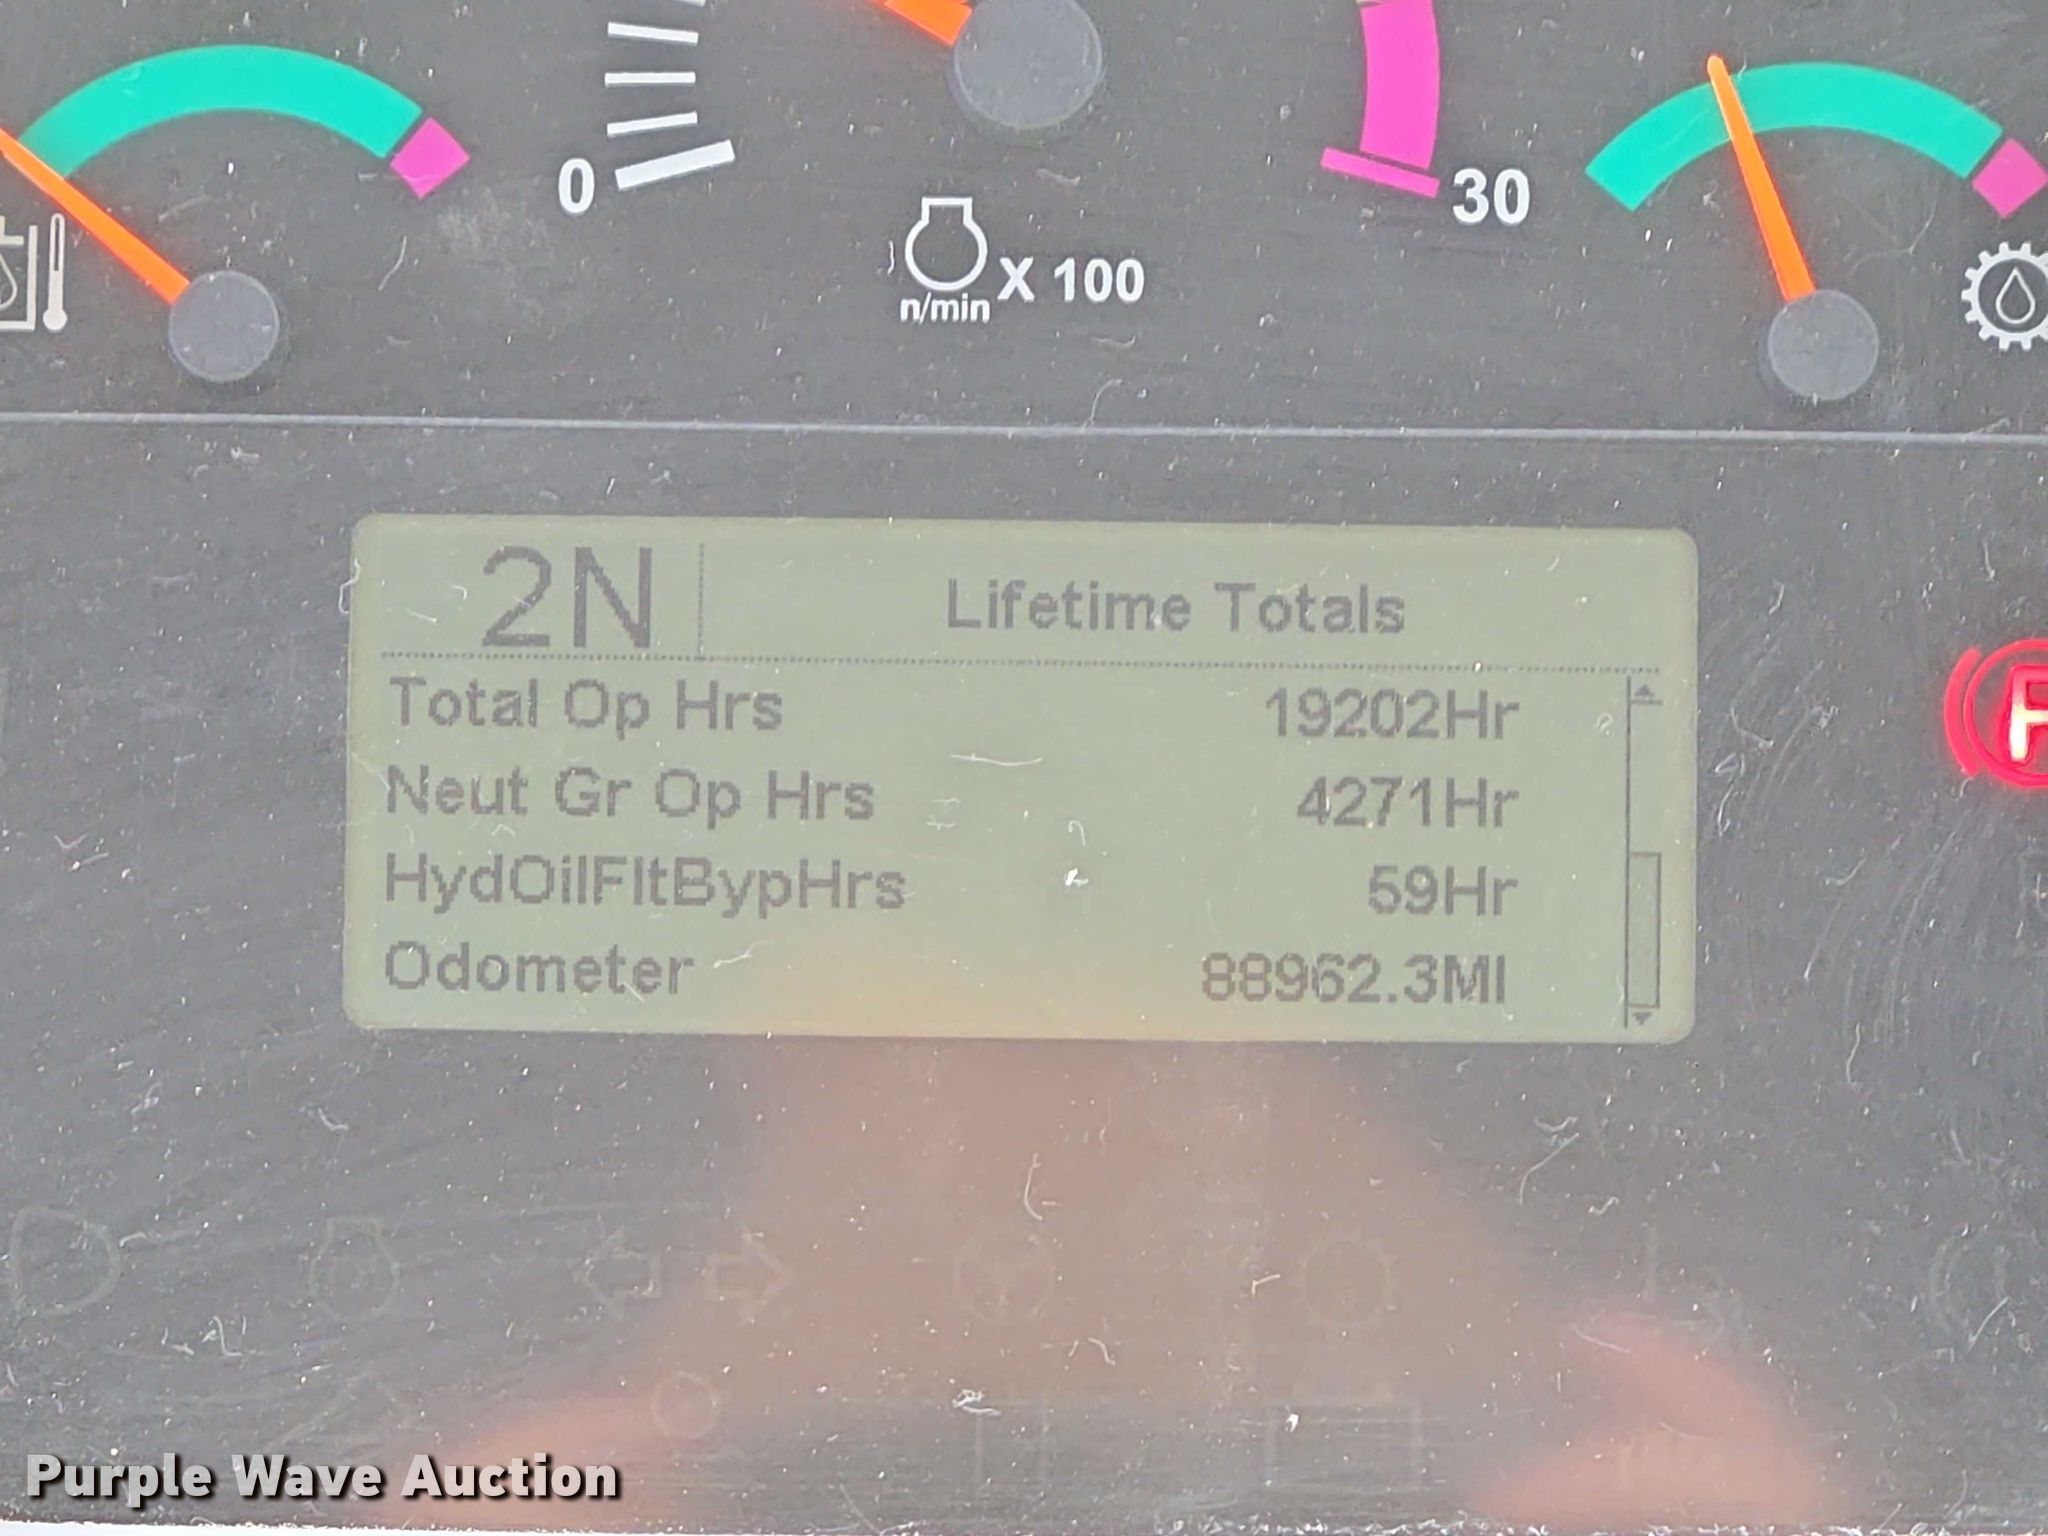 0
30
n/min X 100
2N
Lifetime Totals
Total Op Hrs 19202Hr
Neut Gr Op Hrs 4271Hr
HydOilFltBypHrs 59Hr
Odometer 88962.3MI
Purple Wave Auction